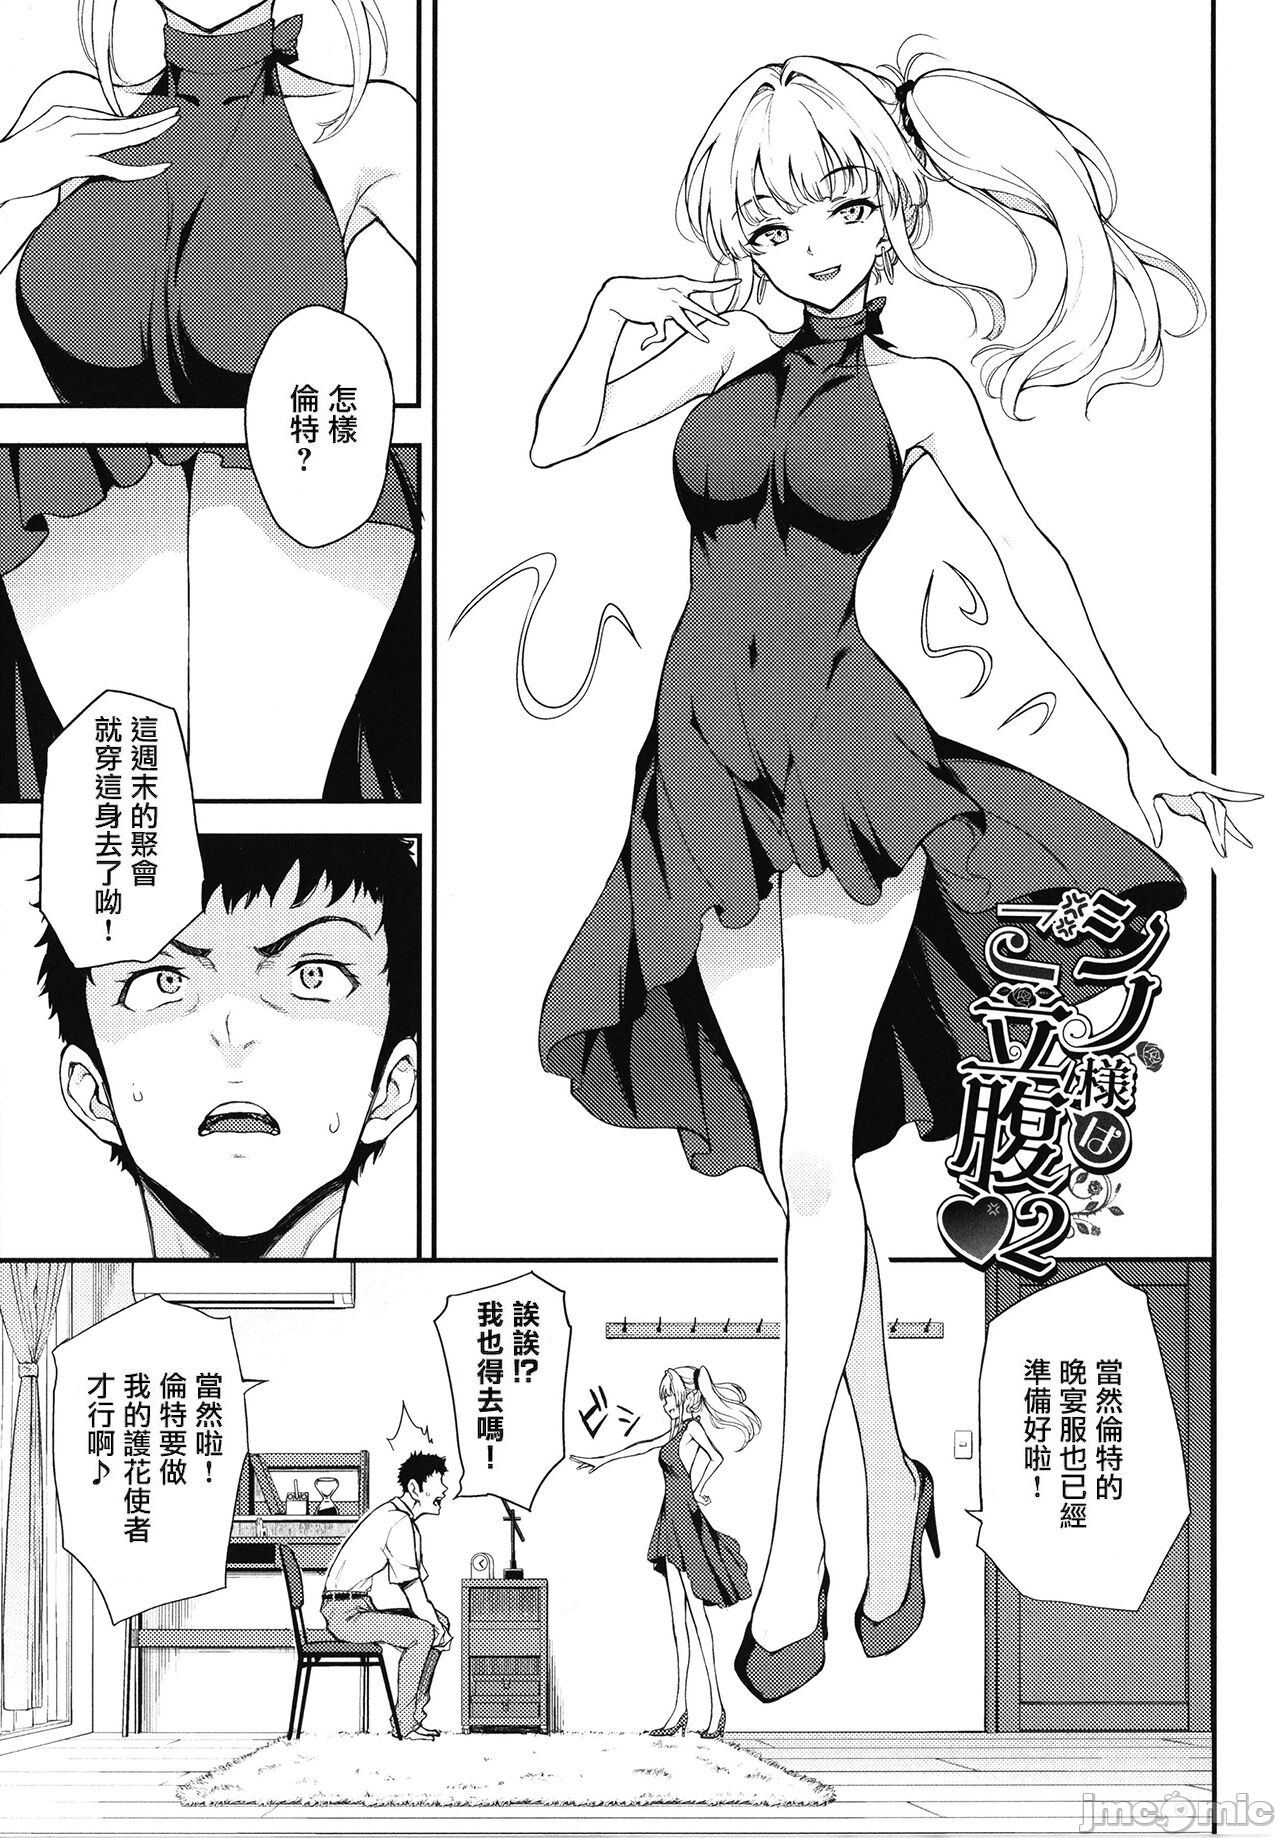 怎樣
倫特?
這週末的聚會
就穿這身去了呦!
シノ様は
ご立腹
2
當然倫特的
晚宴服也已經
準備好啦!
誒誒!?
我也得去嗎!
ビシッ
當然啦!
倫特要做
我的護花使者
才行啊♪
jmcomic